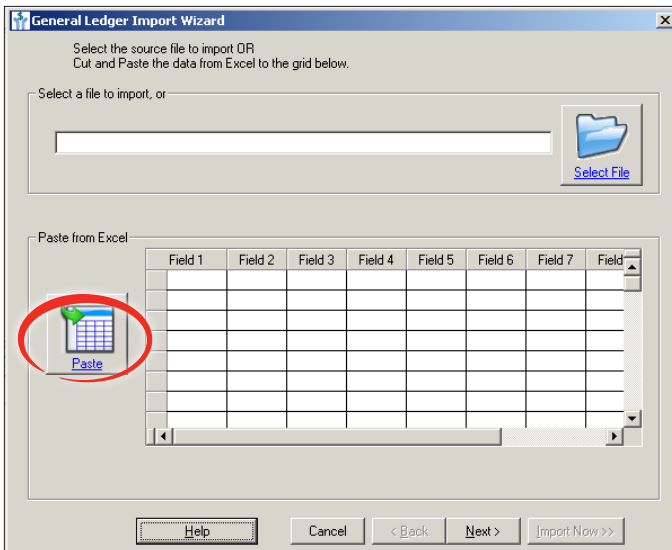 General Ledger Import Wizard
Select the source file to import OR
Cut and Paste the data from Excel to the grid below.
Select a file to import, or
Select File
Paste from Excel
Field 1 Field 2 Field 3 Field 4 Field 5 Field 6 Field 7 Field
Paste
Help Cancel < Back Next > Import Now >>